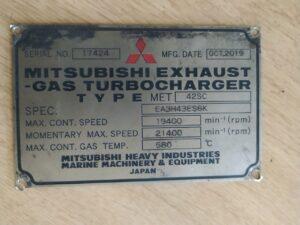 SERIAL NO. 17424 MFG. DATE OCT.2019
MITSUBISHI EXHAUST
-GAS TURBOCHARGER
TYPE MET 42SC
SPEC. EA3H43ES6K
MAX. CONT. SPEED 19400 min⁻¹ (rpm)
MOMENTARY MAX. SPEED 21400 min⁻¹ (rpm)
MAX. CONT. GAS TEMP. 580 °C
MITSUBISHI HEAVY INDUSTRIES
MARINE MACHINERY & EQUIPMENT
JAPAN